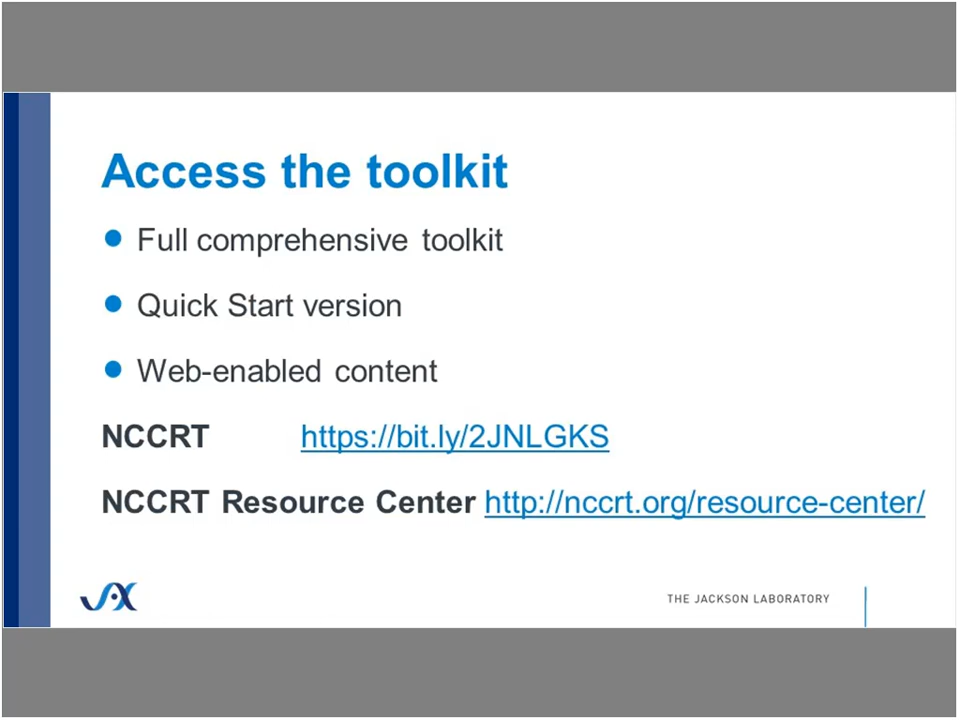 Access the toolkit
Full comprehensive toolkit
Quick Start version
Web-enabled content
NCCRT https://bit.ly/2JNLGKS
NCCRT Resource Center http://nccrt.org/resource-center/
JAX THE JACKSON LABORATORY